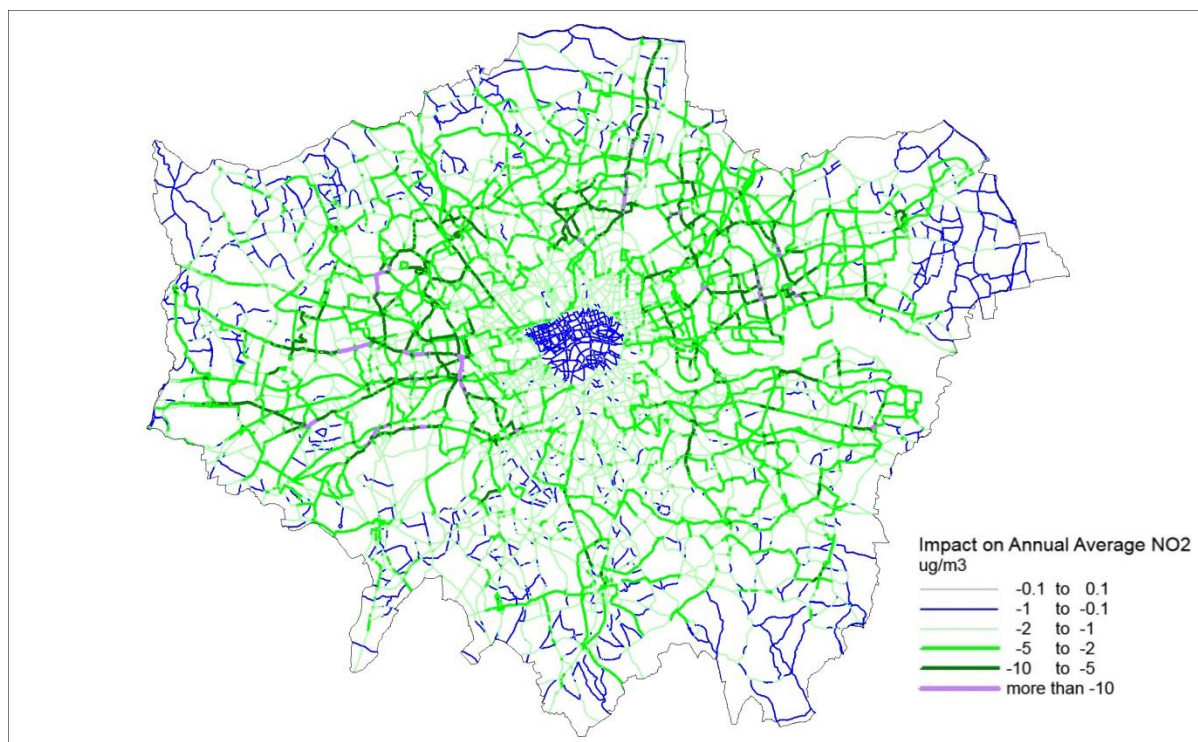 Impact on Annual Average NO2
ug/m3
-0.1 to 0.1
-1 to -0.1
-2 to -1
-5 to -2
-10 to -5
more than -10